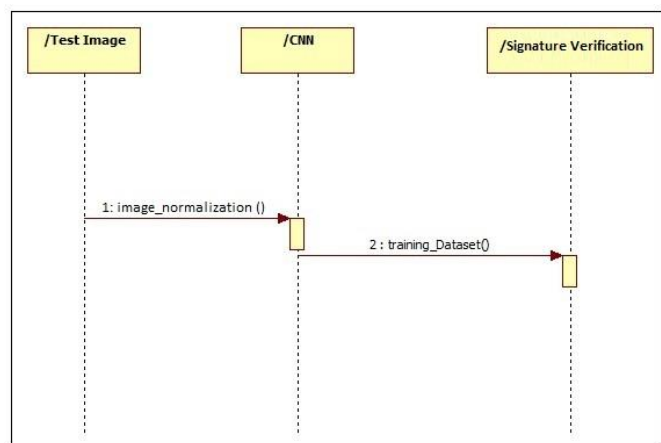 /Test Image
/CNN
/Signature Verification
1: image_normalization ()
2 : training_Dataset()